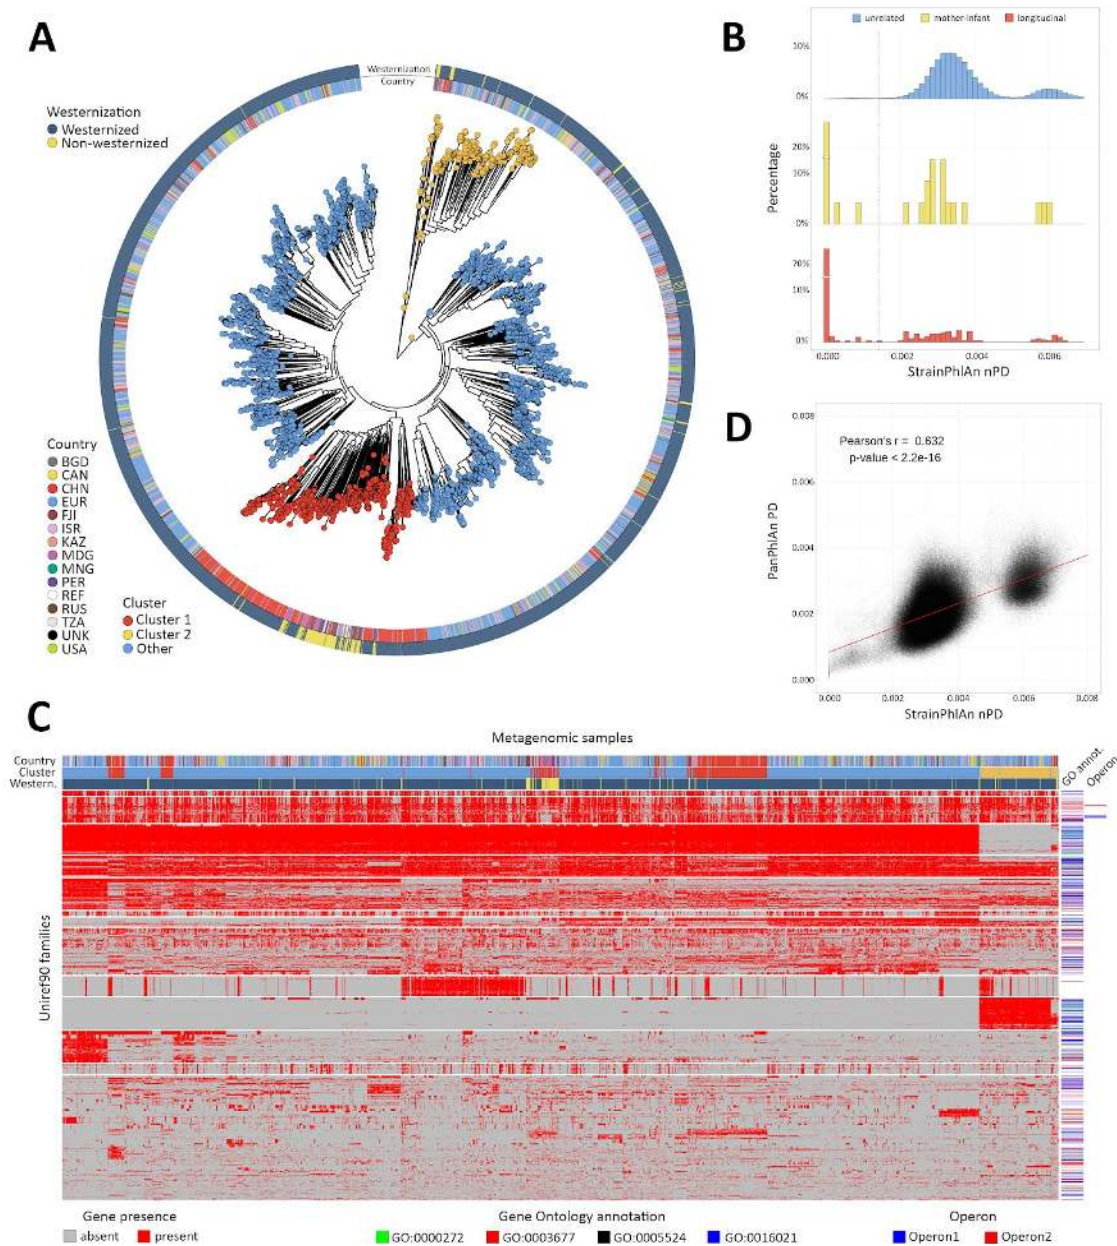 A
Westernization
Country
Westernization
Westernized
Non-westernized
Country
BGD
CAN
CHN
EUR
FJI
ISR
KAZ
MDG
MNG
PER
REF
RUS
TZA
UNK
USA
Cluster
Cluster 1
Cluster 2
Other
B
unrelated mother-infant longitudinal
10%
0%
20%
10%
0%
20%
10%
0%
Percentage
0.000 0.002 0.004 0.006
StrainPhlAn nPD
D
Pearson's r = 0.632
p-value < 2.2e-16
0.008
0.006
0.004
0.002
0.000
PanPhlAn PD
0.000 0.002 0.004 0.006 0.008
StrainPhlAn nPD
C
Metagenomic samples
Country
Cluster
Western.
GO annot.
Operon
Uniref90 families
Gene presence
absent present
Gene Ontology annotation
GO:0000272 GO:0003677 GO:0005524 GO:0016021
Operon
Operon1 Operon2